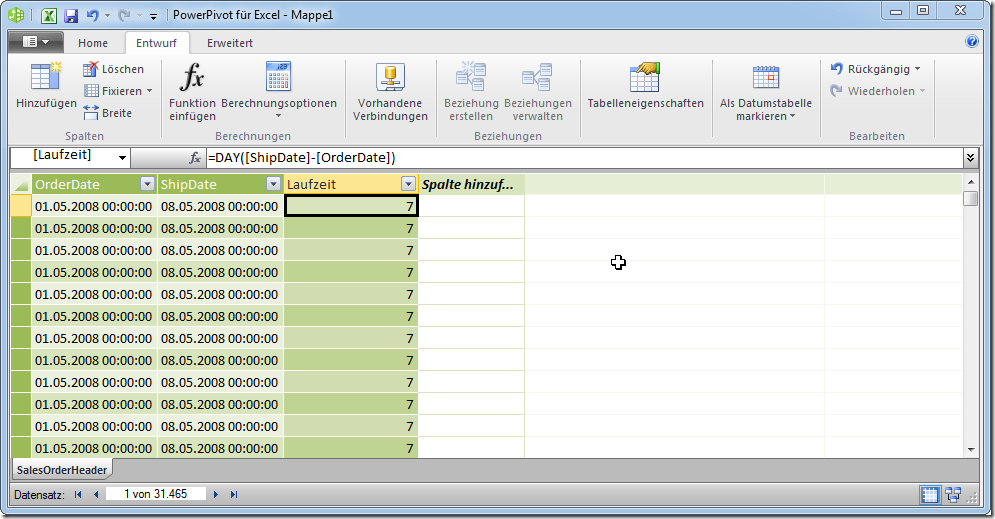 PowerPivot für Excel - Mappe1
Home Entwurf Erweitert
Hinzufügen
Löschen
Fixieren
Breite
Spalten
Funktion einfügen
Berechnungsoptionen
Berechnungen
Vorhandene Verbindungen
Beziehung erstellen
Beziehungen verwalten
Beziehungen
Tabelleneigenschaften
Als Datumstabelle markieren
Rückgängig
Wiederholen
Bearbeiten
[Laufzeit] fx =DAY([ShipDate]-[OrderDate])
OrderDate ShipDate Laufzeit Spalte hinzuf...
01.05.2008 00:00:00 08.05.2008 00:00:00 7
01.05.2008 00:00:00 08.05.2008 00:00:00 7
01.05.2008 00:00:00 08.05.2008 00:00:00 7
01.05.2008 00:00:00 08.05.2008 00:00:00 7
01.05.2008 00:00:00 08.05.2008 00:00:00 7
01.05.2008 00:00:00 08.05.2008 00:00:00 7
01.05.2008 00:00:00 08.05.2008 00:00:00 7
01.05.2008 00:00:00 08.05.2008 00:00:00 7
01.05.2008 00:00:00 08.05.2008 00:00:00 7
01.05.2008 00:00:00 08.05.2008 00:00:00 7
01.05.2008 00:00:00 08.05.2008 00:00:00 7
01.05.2008 00:00:00 08.05.2008 00:00:00 7
SalesOrderHeader
Datensatz: 1 von 31.465